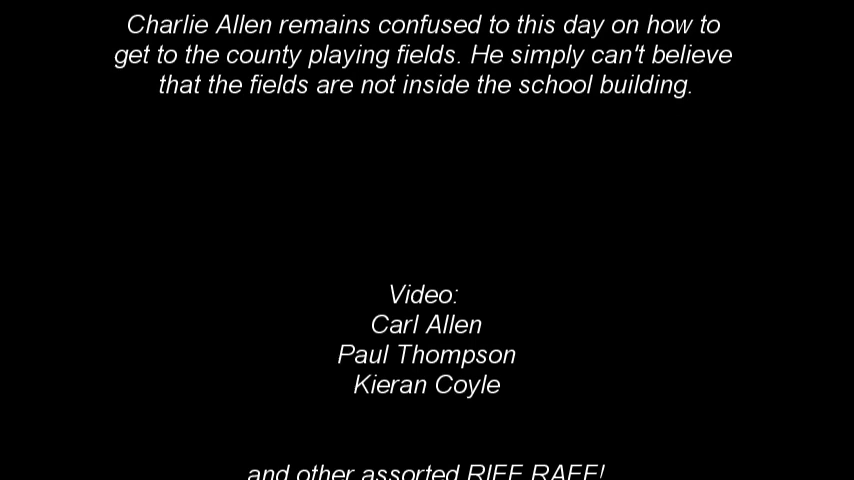 Charlie Allen remains confused to this day on how to
get to the county playing fields. He simply can't believe
that the fields are not inside the school building.
Video:
Carl Allen
Paul Thompson
Kieran Coyle
and other assorted RIFF RAFF!